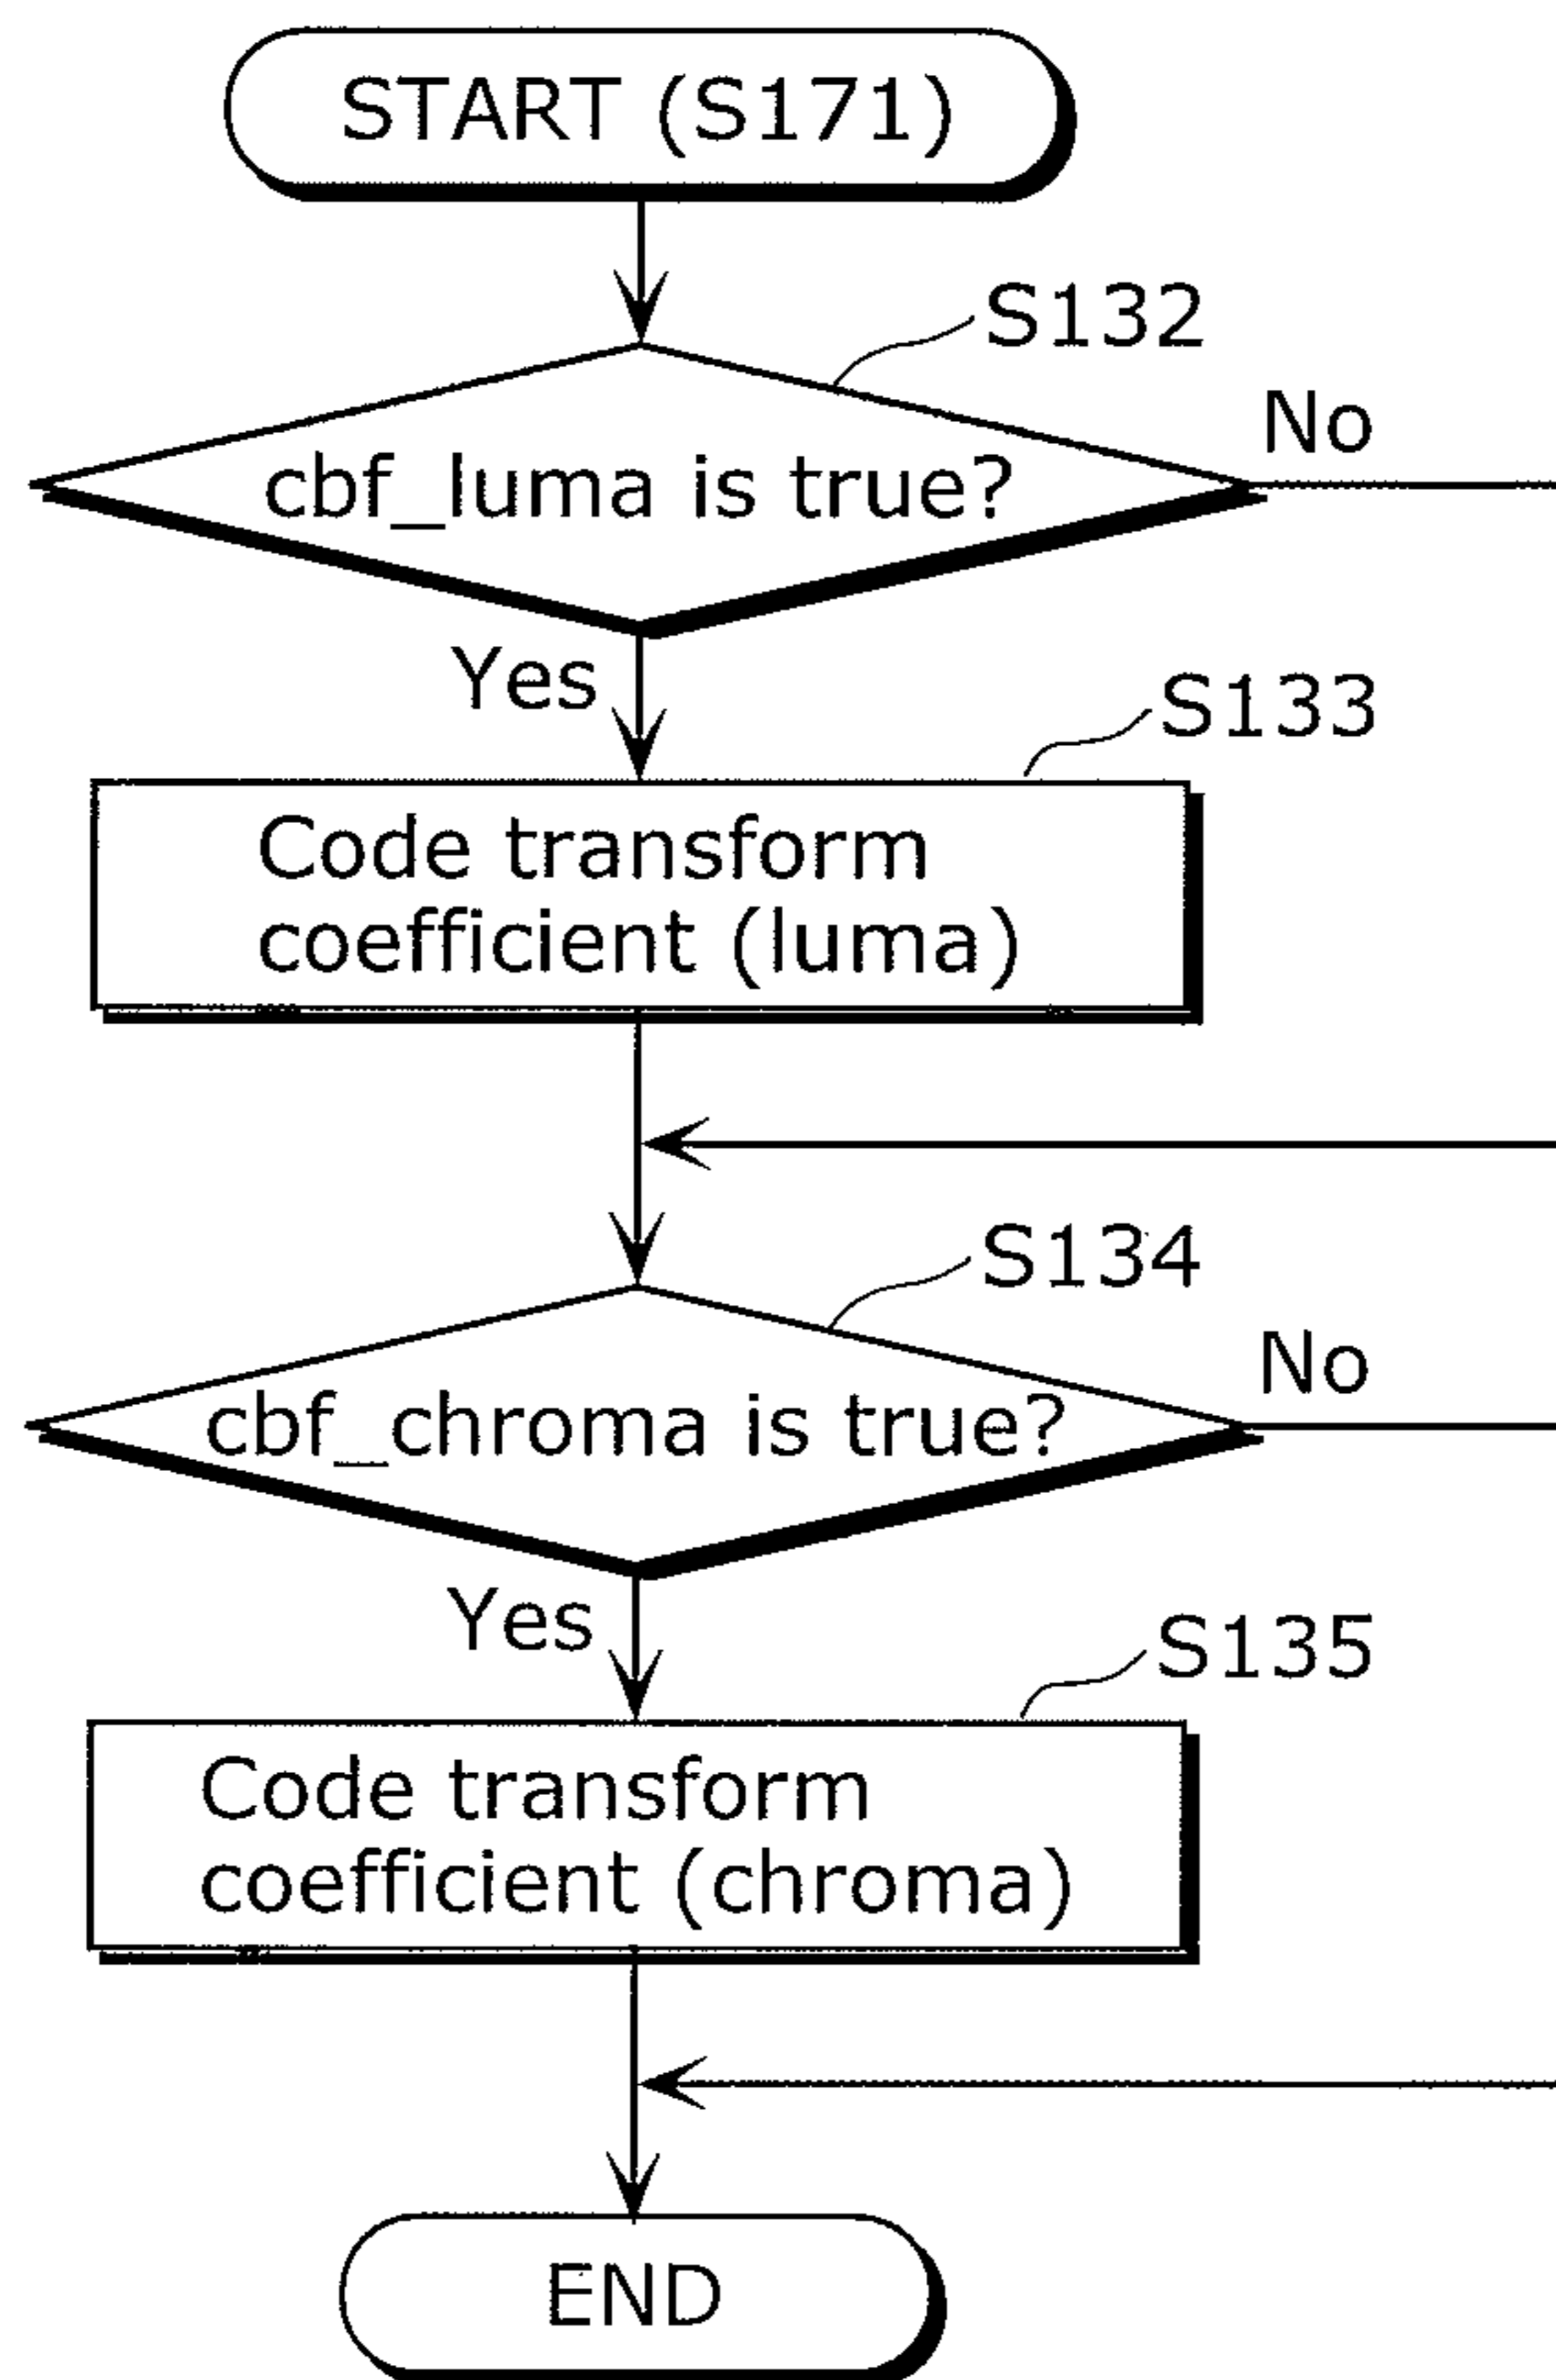 START (S171)
S132
No
cbf_luma is true?
Yes
S133
Code transform
coefficient (luma)
S134
No
cbf_chroma is true?
Yes
S135
Code transform
coefficient (chroma)
END